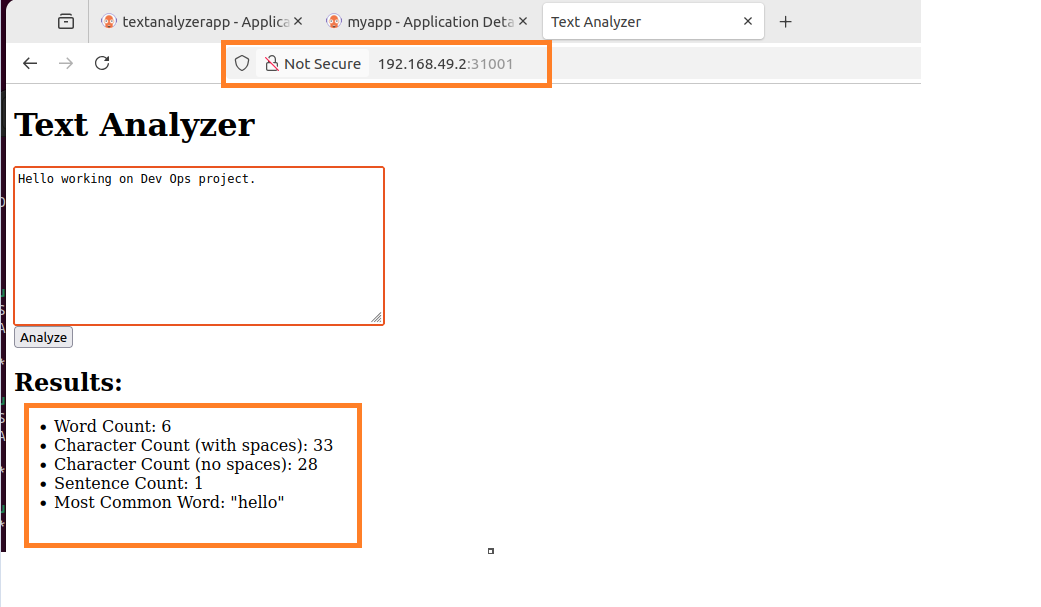 textanalyzerapp - Applica
myapp - Application Deta
Text Analyzer
Not Secure 192.168.49.2:31001
Text Analyzer
Hello working on Dev Ops project.
Analyze
Results:
Word Count: 6
Character Count (with spaces): 33
Character Count (no spaces): 28
Sentence Count: 1
Most Common Word: "hello"